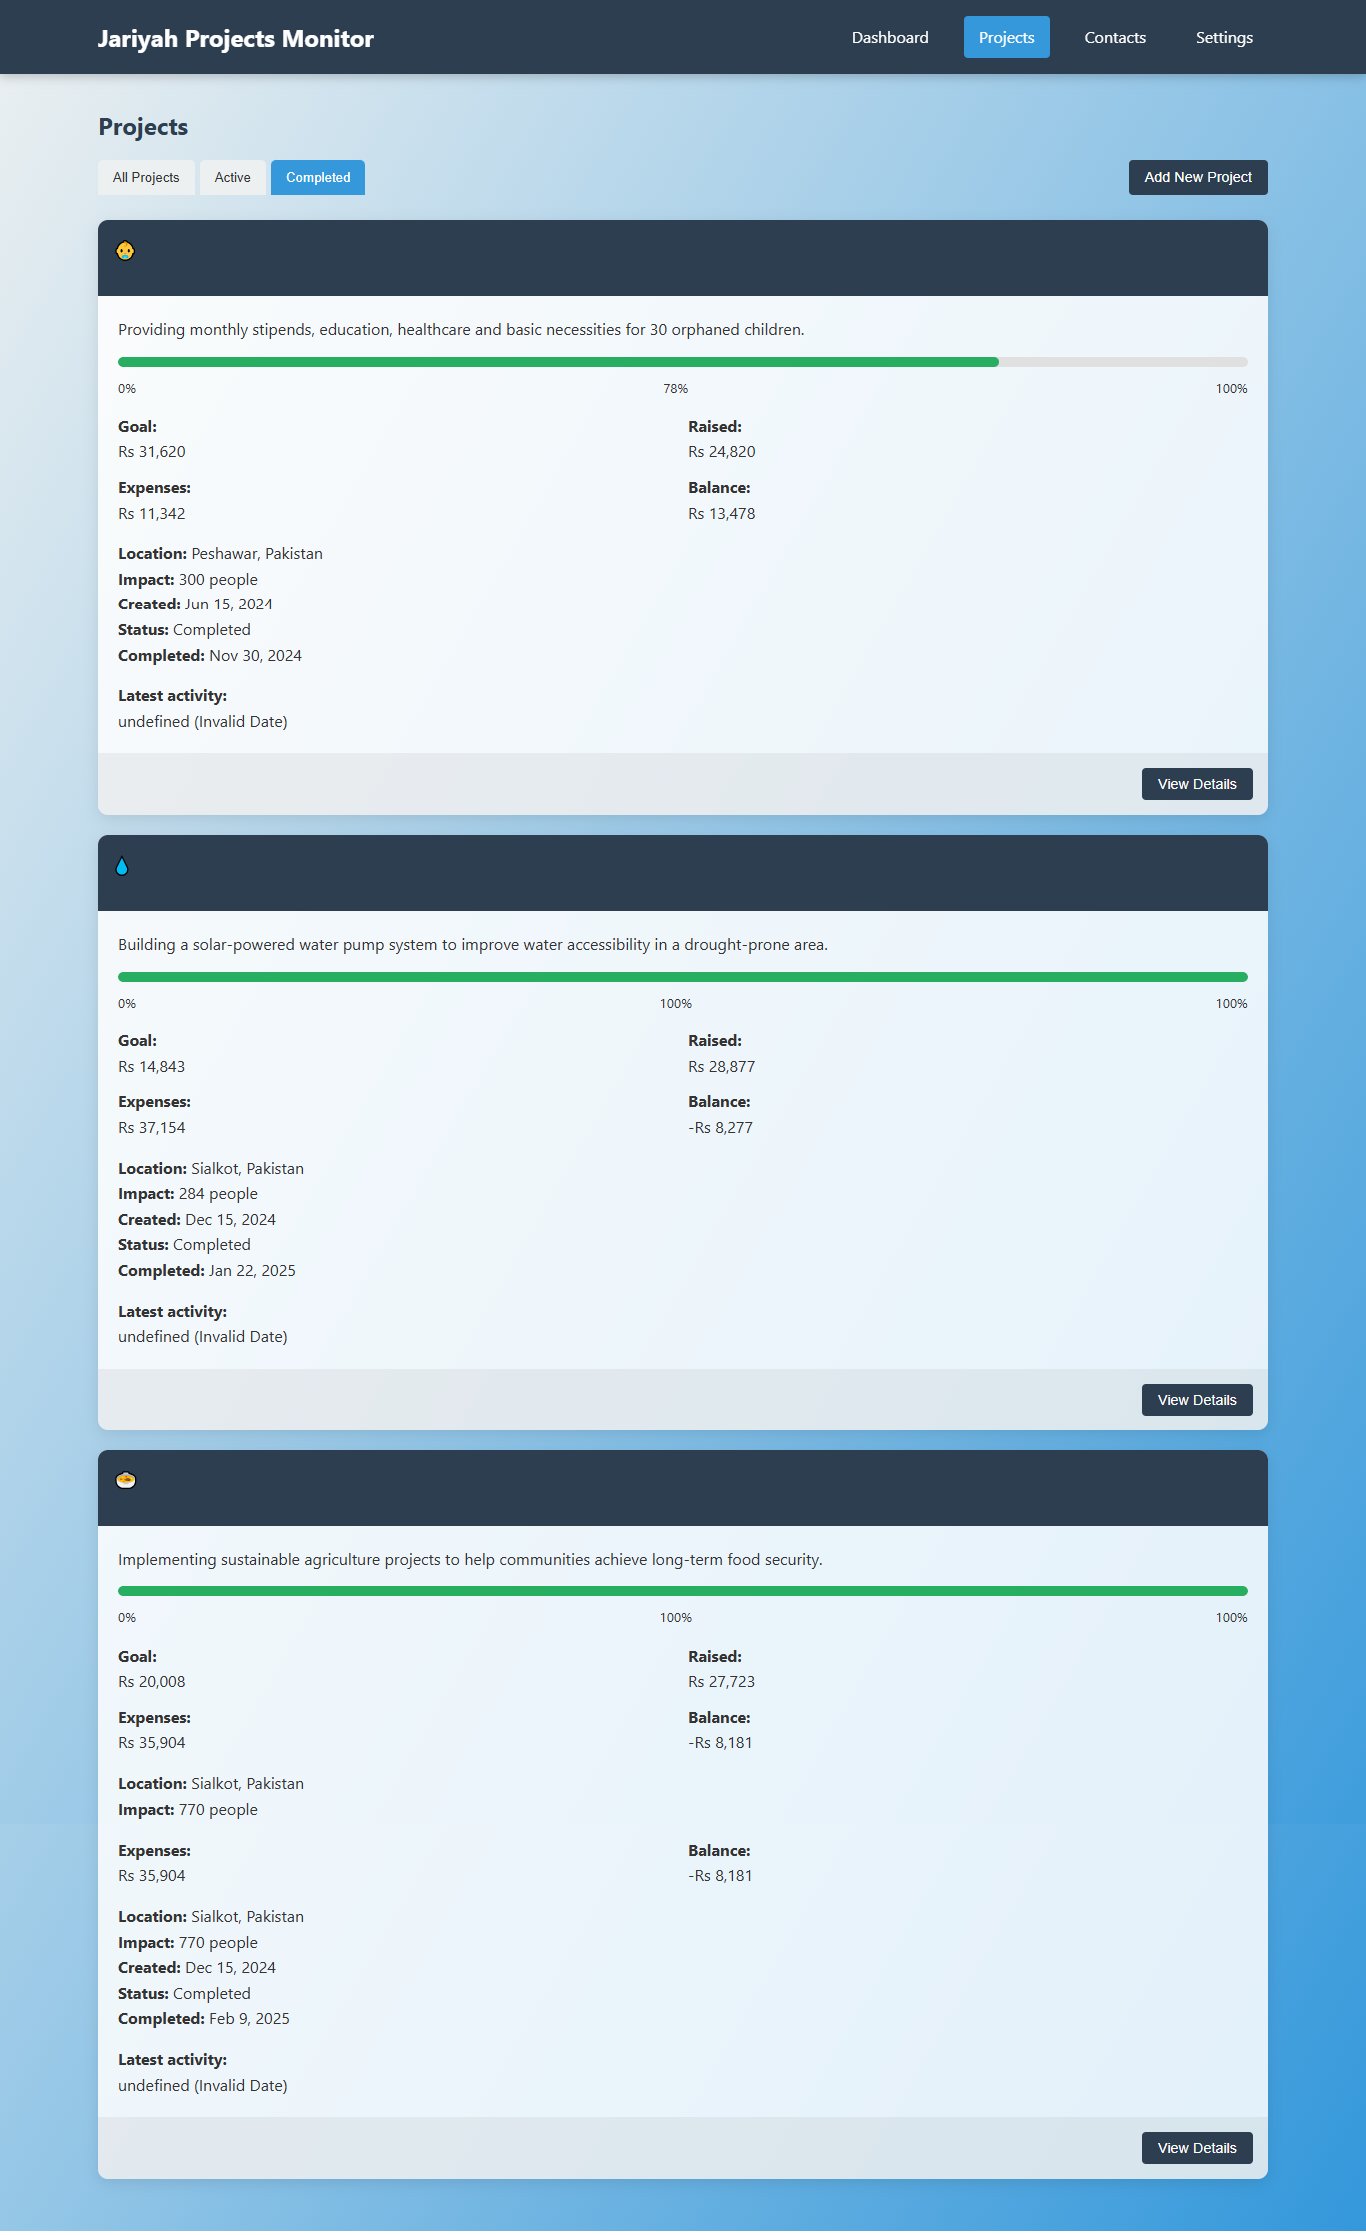 Jariyah Projects Monitor
Dashboard Projects Contacts Settings
Projects
All Projects Active Completed Add New Project
Providing monthly stipends, education, healthcare and basic necessities for 30 orphaned children.
0% 78% 100%
Goal: Raised:
Rs 31,620 Rs 24,820
Expenses: Balance:
Rs 11,342 Rs 13,478
Location: Peshawar, Pakistan
Impact: 300 people
Created: Jun 15, 2024
Status: Completed
Completed: Nov 30, 2024
Latest activity:
undefined (Invalid Date)
View Details
Building a solar-powered water pump system to improve water accessibility in a drought-prone area.
0% 100% 100%
Goal: Raised:
Rs 14,843 Rs 28,877
Expenses: Balance:
Rs 37,154 -Rs 8,277
Location: Sialkot, Pakistan
Impact: 284 people
Created: Dec 15, 2024
Status: Completed
Completed: Jan 22, 2025
Latest activity:
undefined (Invalid Date)
View Details
Implementing sustainable agriculture projects to help communities achieve long-term food security.
0% 100% 100%
Goal: Raised:
Rs 20,008 Rs 27,723
Expenses: Balance:
Rs 35,904 -Rs 8,181
Location: Sialkot, Pakistan
Impact: 770 people
Expenses: Balance:
Rs 35,904 -Rs 8,181
Location: Sialkot, Pakistan
Impact: 770 people
Created: Dec 15, 2024
Status: Completed
Completed: Feb 9, 2025
Latest activity:
undefined (Invalid Date)
View Details